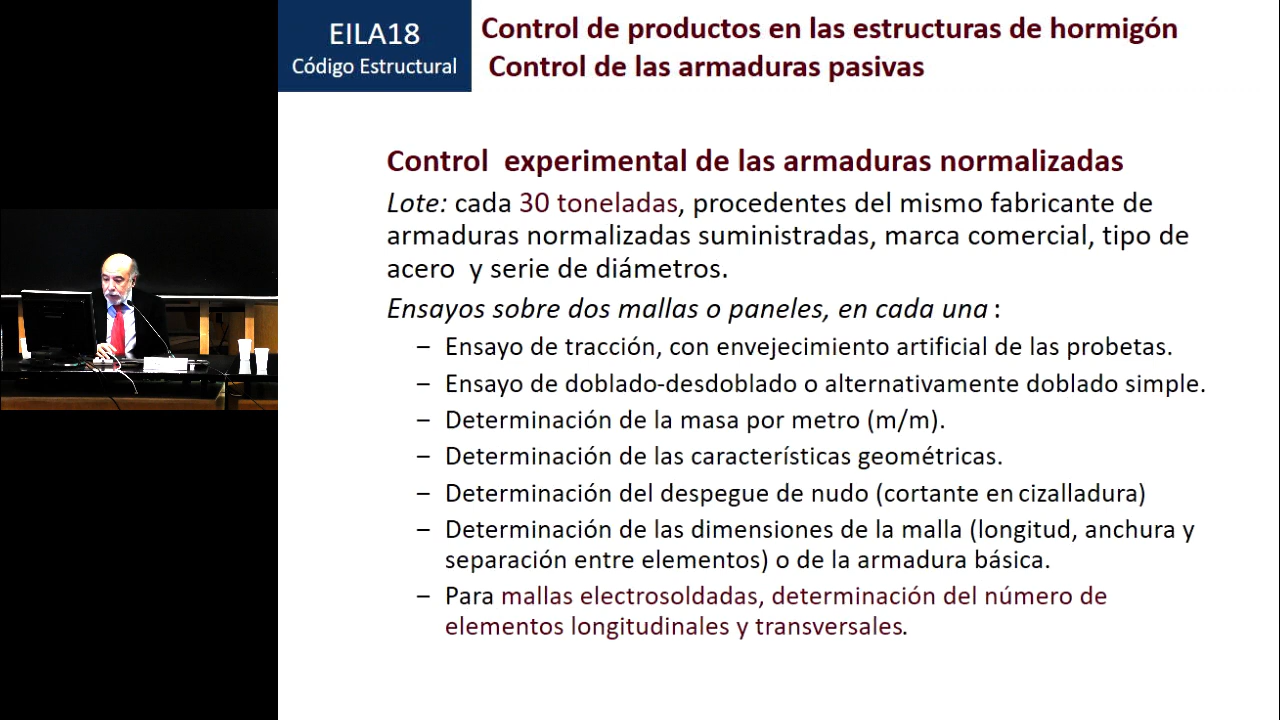 EILA18
Código Estructural
Control de productos en las estructuras de hormigón
Control de las armaduras pasivas
Control experimental de las armaduras normalizadas
Lote: cada 30 toneladas, procedentes del mismo fabricante de
armaduras normalizadas suministradas, marca comercial, tipo de
acero y serie de diámetros.
Ensayos sobre dos mallas o paneles, en cada una :
– Ensayo de tracción, con envejecimiento artificial de las probetas.
– Ensayo de doblado-desdoblado o alternativamente doblado simple.
– Determinación de la masa por metro (m/m).
– Determinación de las características geométricas.
– Determinación del despegue de nudo (cortante en cizalladura)
– Determinación de las dimensiones de la malla (longitud, anchura y
separación entre elementos) o de la armadura básica.
– Para mallas electrosoldadas, determinación del número de
elementos longitudinales y transversales.